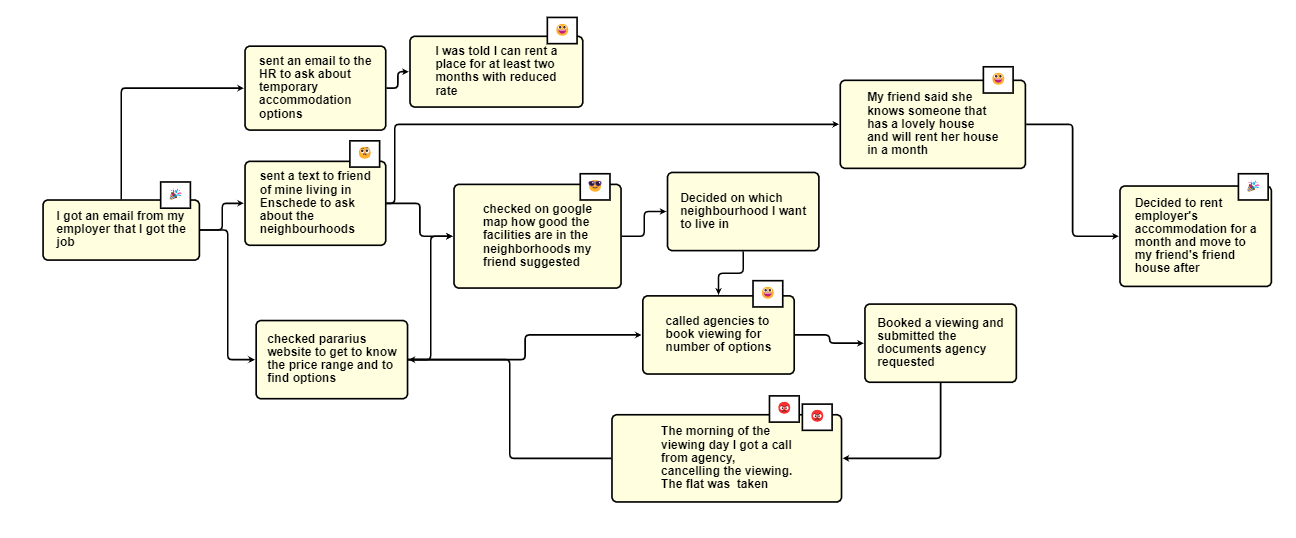 I was told I can rent a
place for at least two
months with reduced
rate
sent an email to the
HR to ask about
temporary
accommodation
options
My friend said she
knows someone that
has a lovely house
and will rent her house
in a month
sent a text to friend
of mine living in
Enschede to ask
about the
neighbourhoods
I got an email from my
employer that I got the
job
checked on google
map how good the
facilities are in the
neighborhoods my
friend suggested
Decided on which
neighbourhood I want
to live in
Decided to rent
employer's
accommodation for a
month and move to
my friend's friend
house after
checked pararius
website to get to know
the price range and to
find options
called agencies to
book viewing for
number of options
Booked a viewing and
submitted the
documents agency
requested
The morning of the
viewing day I got a call
from agency,
cancelling the viewing.
The flat was  taken